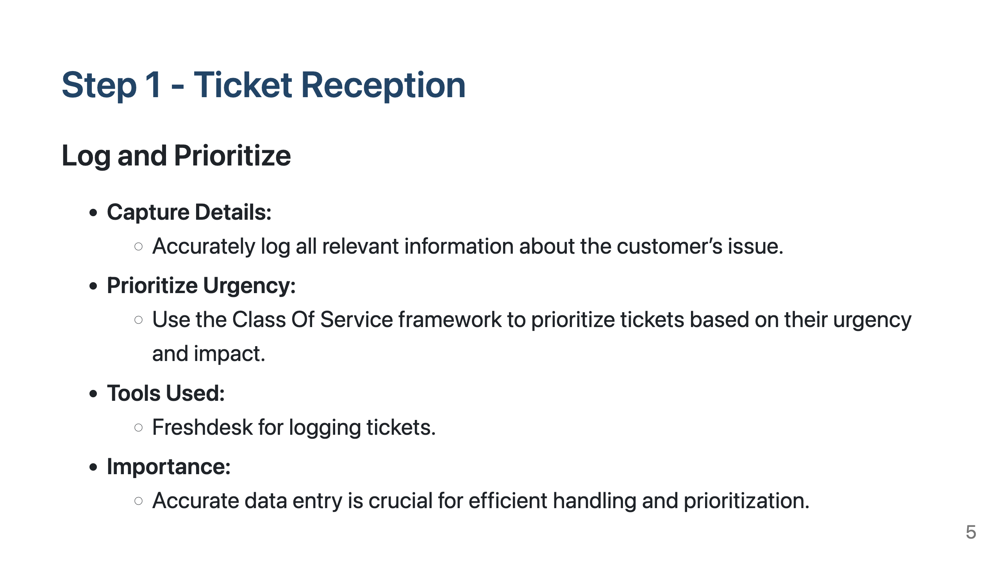 Step 1 - Ticket Reception
Log and Prioritize
Capture Details:
Accurately log all relevant information about the customer’s issue.
Prioritize Urgency:
Use the Class Of Service framework to prioritize tickets based on their urgency
and impact.
Tools Used:
Freshdesk for logging tickets.
Importance:
Accurate data entry is crucial for efficient handling and prioritization.
5